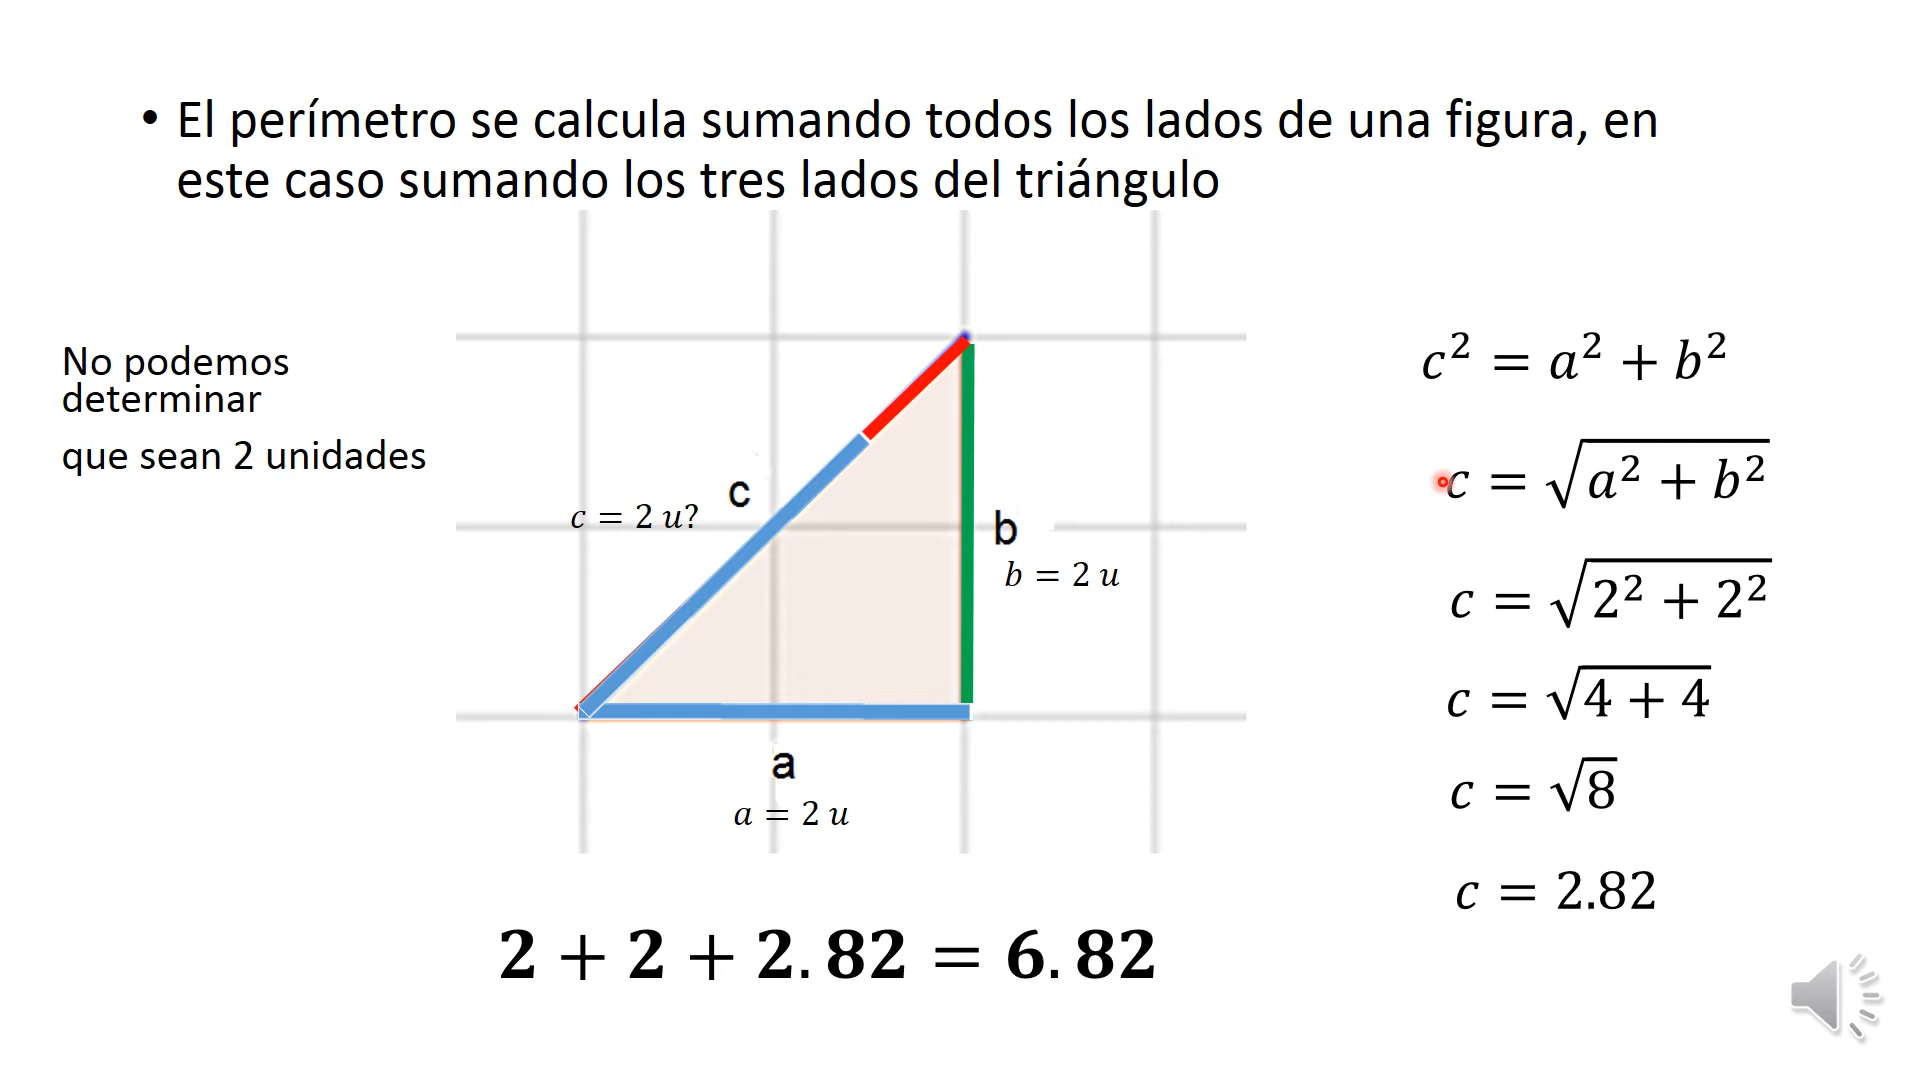 • El perímetro se calcula sumando todos los lados de una figura, en
este caso sumando los tres lados del triángulo
No podemos
determinar
que sean 2 unidades
c
c = 2 u?
b
b = 2 u
a
a = 2 u
c² = a² + b²
c = √(a² + b²)
c = √(2² + 2²)
c = √(4 + 4)
c = √8
c = 2.82
2 + 2 + 2.82 = 6.82